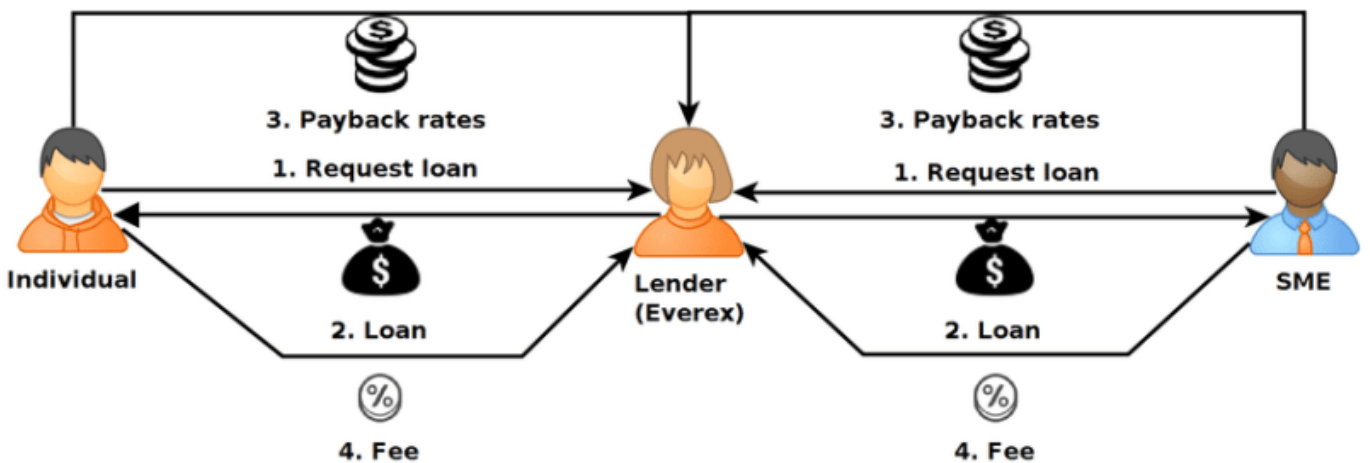 $
$
3. Payback rates
3. Payback rates
1. Request loan
1. Request loan
$
$
Individual
Lender
(Everex)
SME
2. Loan
2. Loan
%
%
4. Fee
4. Fee